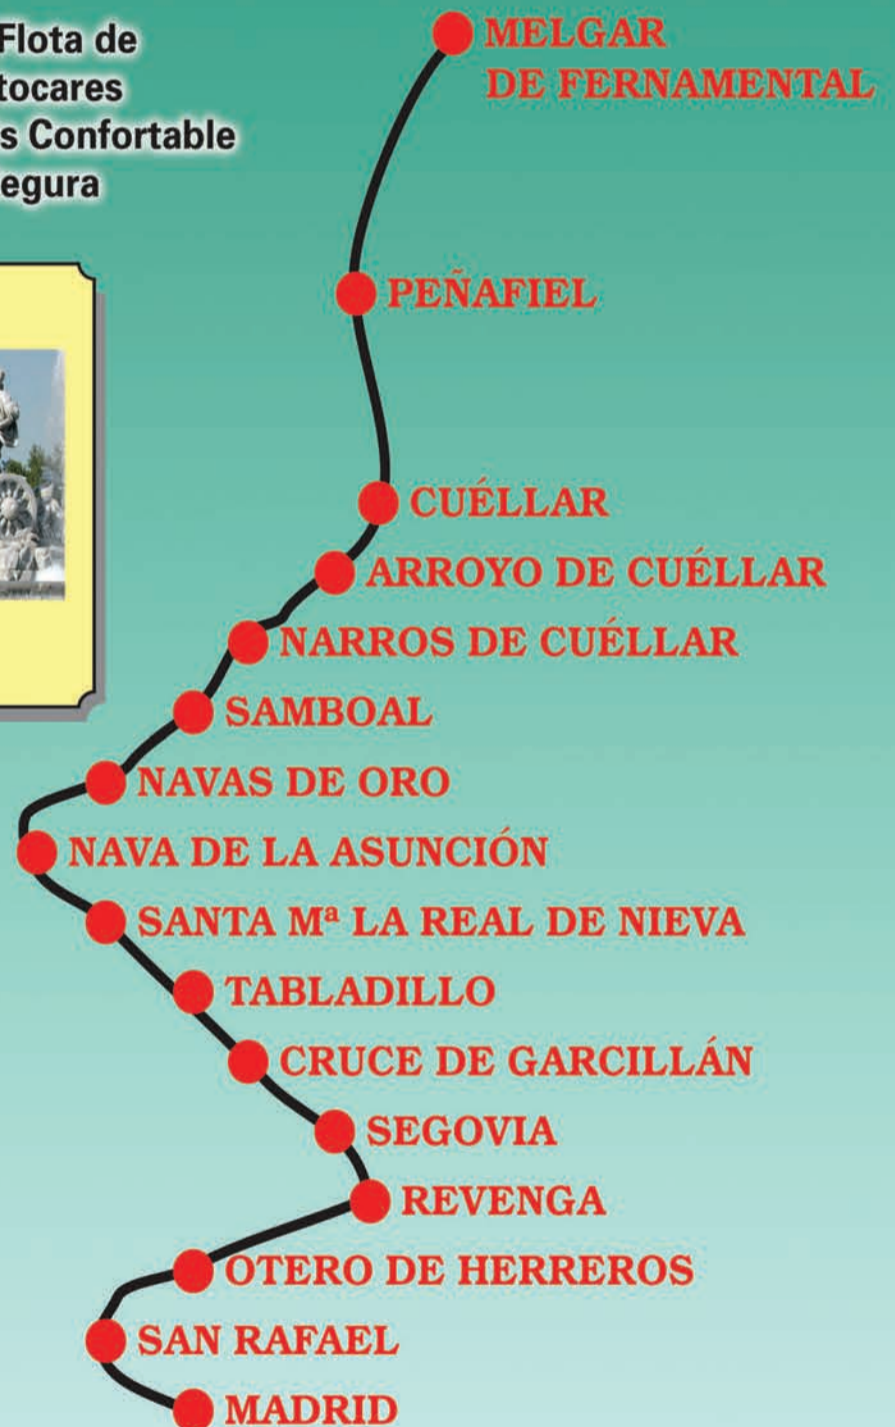 Flota de
Confortable
MELGAR
DE FERNAMENTAL
PEÑAFIEL
CUÉLLAR
ARROYO DE CUÉLLAR
NARROS DE CUÉLLAR
SAMBOAL
NAVAS DE ORO
NAVA DE LA ASUNCIÓN
SANTA Mª LA REAL DE NIEVA
TABLADILLO
CRUCE DE GARCILLÁN
SEGOVIA
REVENGA
OTERO DE HERREROS
SAN RAFAEL
MADRID